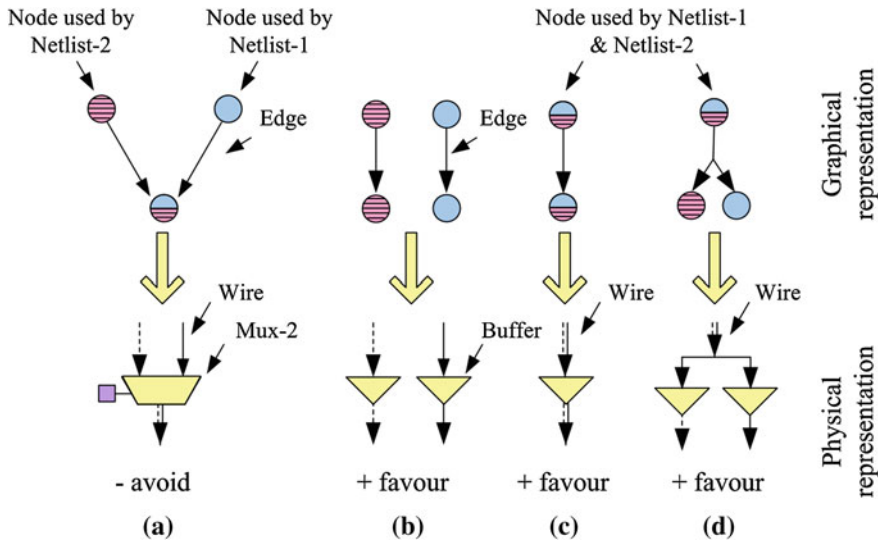 Node used by
Netlist-2
Node used by
Netlist-1
Node used by Netlist-1
& Netlist-2
Edge
Edge
Graphical
representation
Wire
Mux-2
Buffer
Wire
Wire
Physical
representation
- avoid
+ favour
+ favour
+ favour
(a)
(b)
(c)
(d)